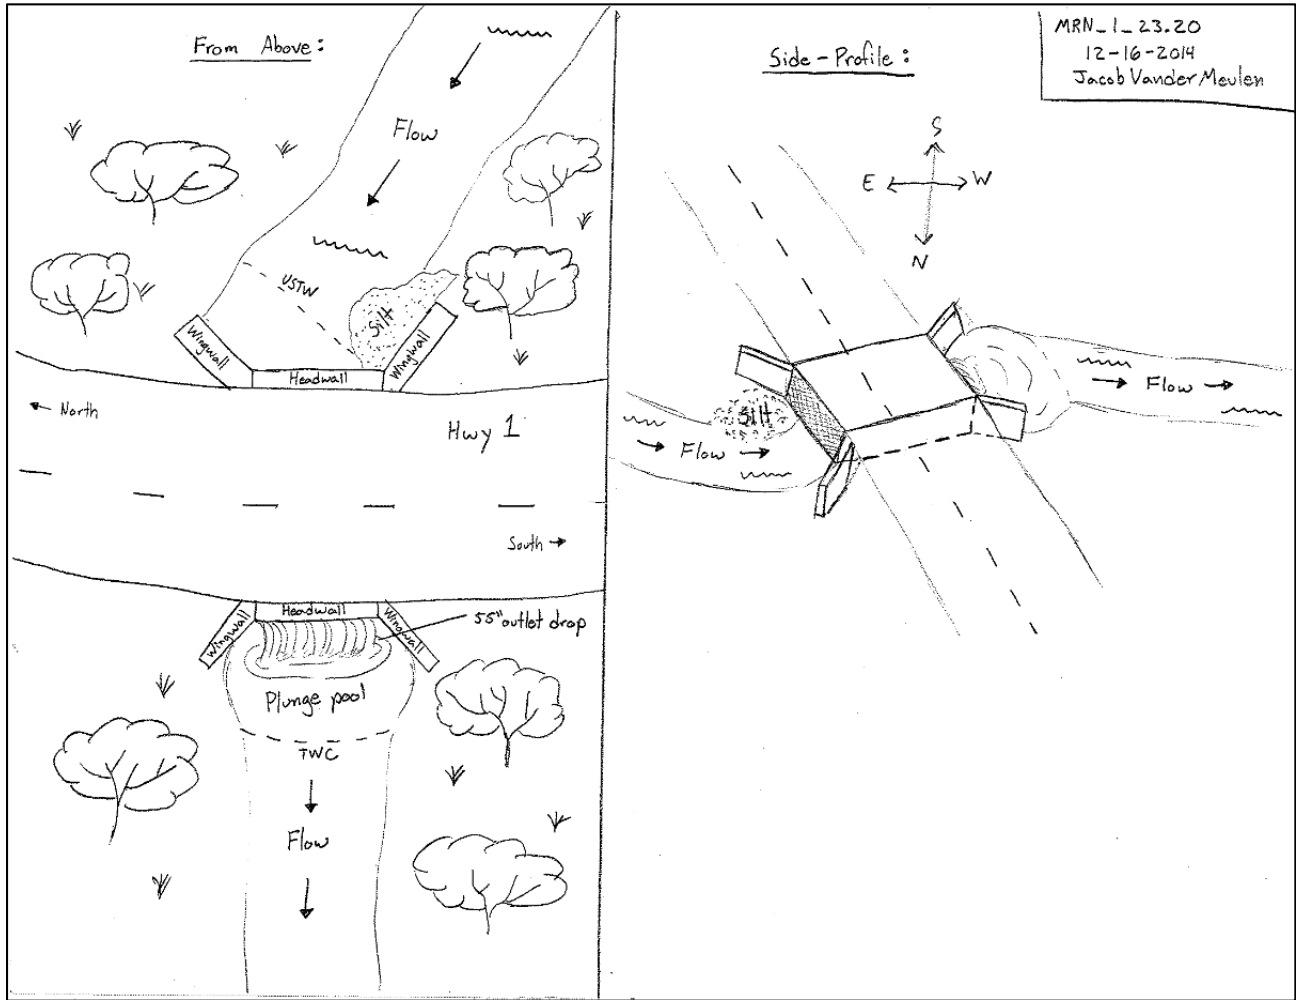 From Above:
Flow
USTW
Silt
Wingwall
Headwall
Wingwall
← North
Hwy 1
South →
Wingwall
Headwall
Wingwall
55" outlet drop
Plunge pool
TWC
Flow
Side-Profile:
MRN_1_23.20
12-16-2014
Jacob Vander Meulen
S
E
W
N
Silt
Flow
Flow